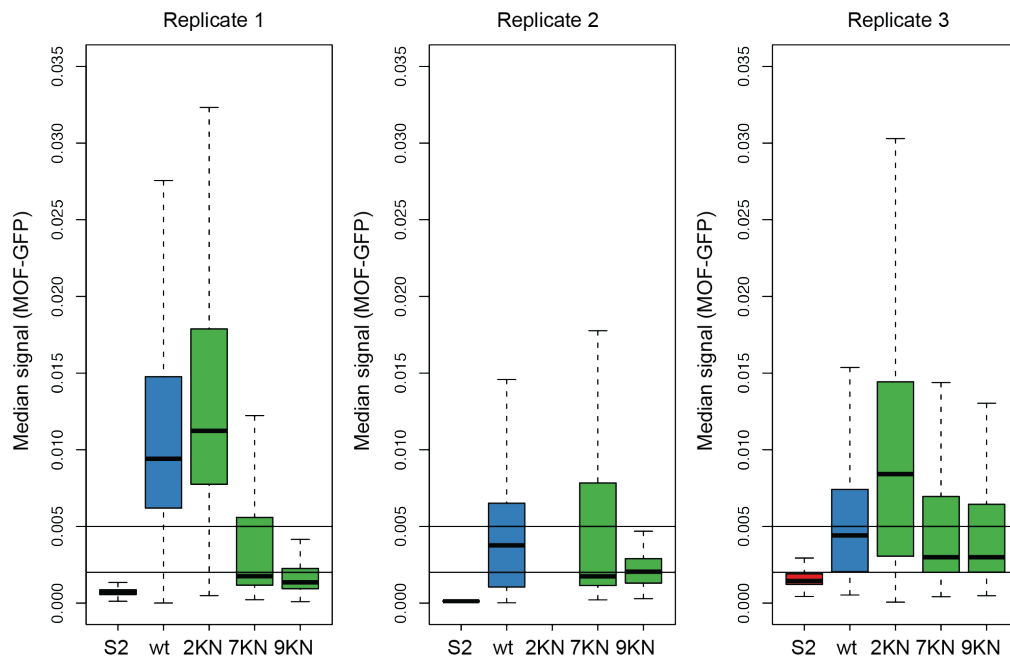 Replicate 1
Median signal (MOF-GFP)
0.035
0.030
0.025
0.020
0.015
0.010
0.005
0.000
S2 wt 2KN 7KN 9KN
Replicate 2
Median signal (MOF-GFP)
0.035
0.030
0.025
0.020
0.015
0.010
0.005
0.000
S2 wt 2KN 7KN 9KN
Replicate 3
Median signal (MOF-GFP)
0.035
0.030
0.025
0.020
0.015
0.010
0.005
0.000
S2 wt 2KN 7KN 9KN